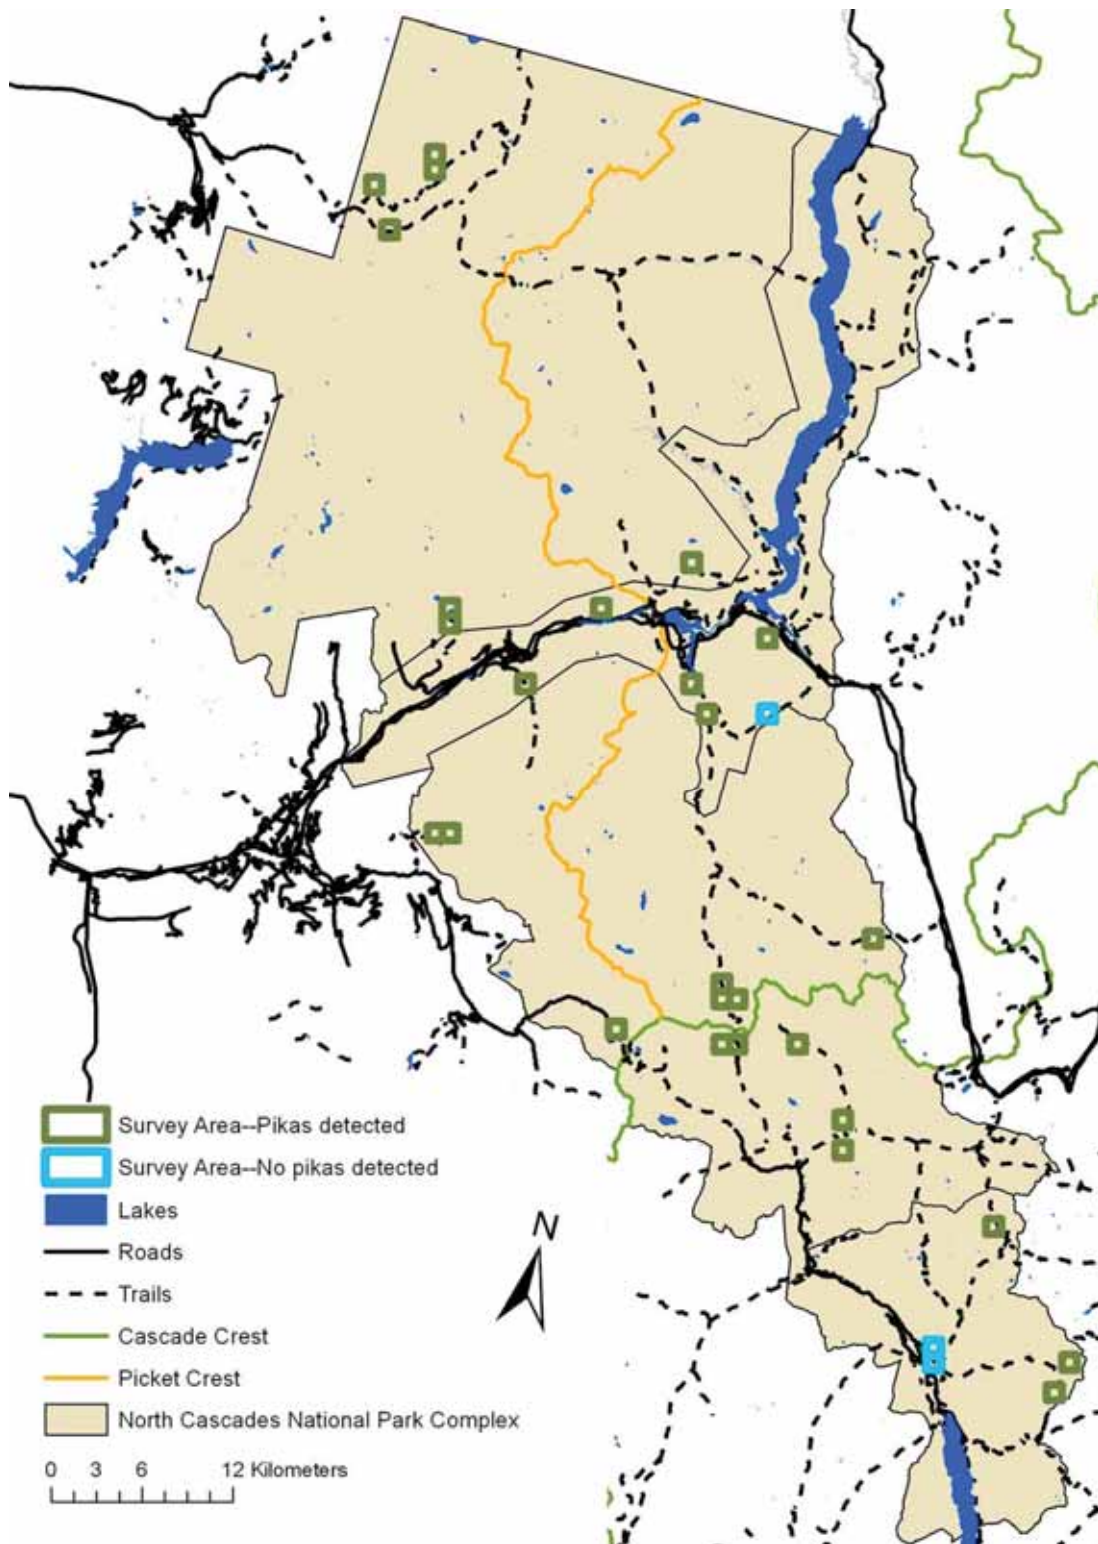 Survey Area--Pikas detected
Survey Area--No pikas detected
Lakes
Roads
Trails
Cascade Crest
Picket Crest
North Cascades National Park Complex
N
0 3 6 12 Kilometers